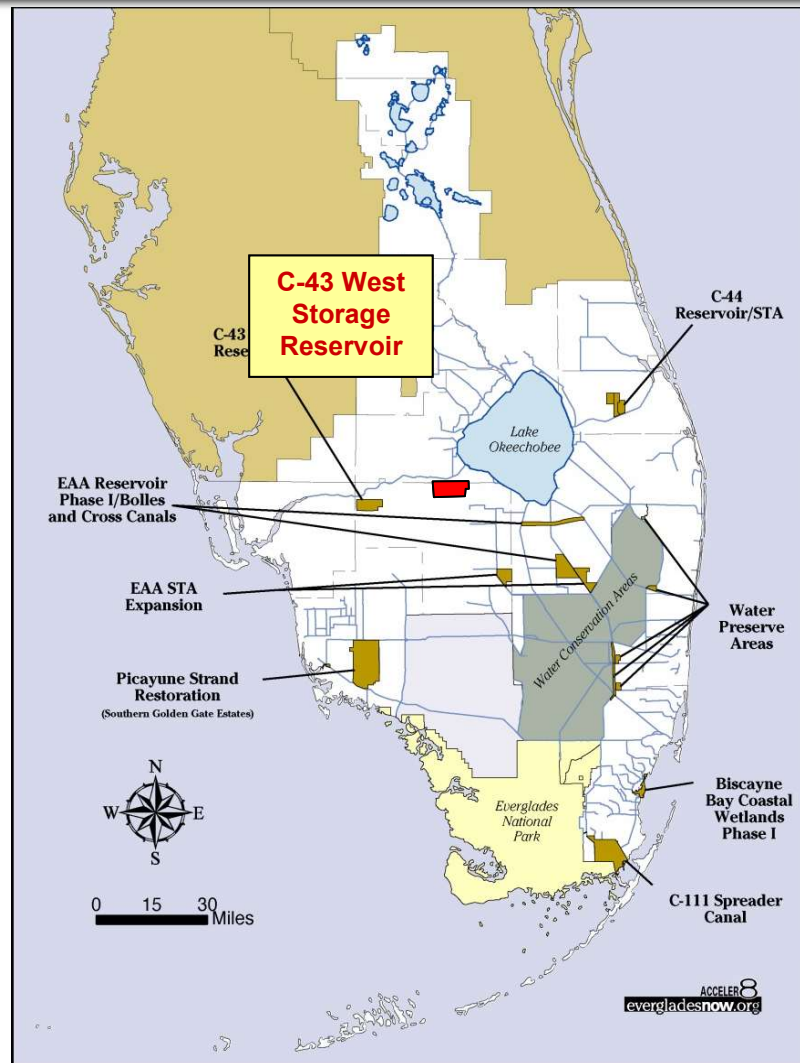 C-43 West
Storage
Reservoir
C-43
Rese
C-44
Reservoir/STA
Lake
Okeechobee
EAA Reservoir
Phase I/Bolles
and Cross Canals
EAA STA
Expansion
Water Conservation Areas
Water
Preserve
Areas
Picayune Strand
Restoration
(Southern Golden Gate Estates)
N
W
E
S
Everglades
National
Park
Biscayne
Bay Coastal
Wetlands
Phase I
C-111 Spreader
Canal
0 15 30
Miles
ACCELER8
evergladesnow.org